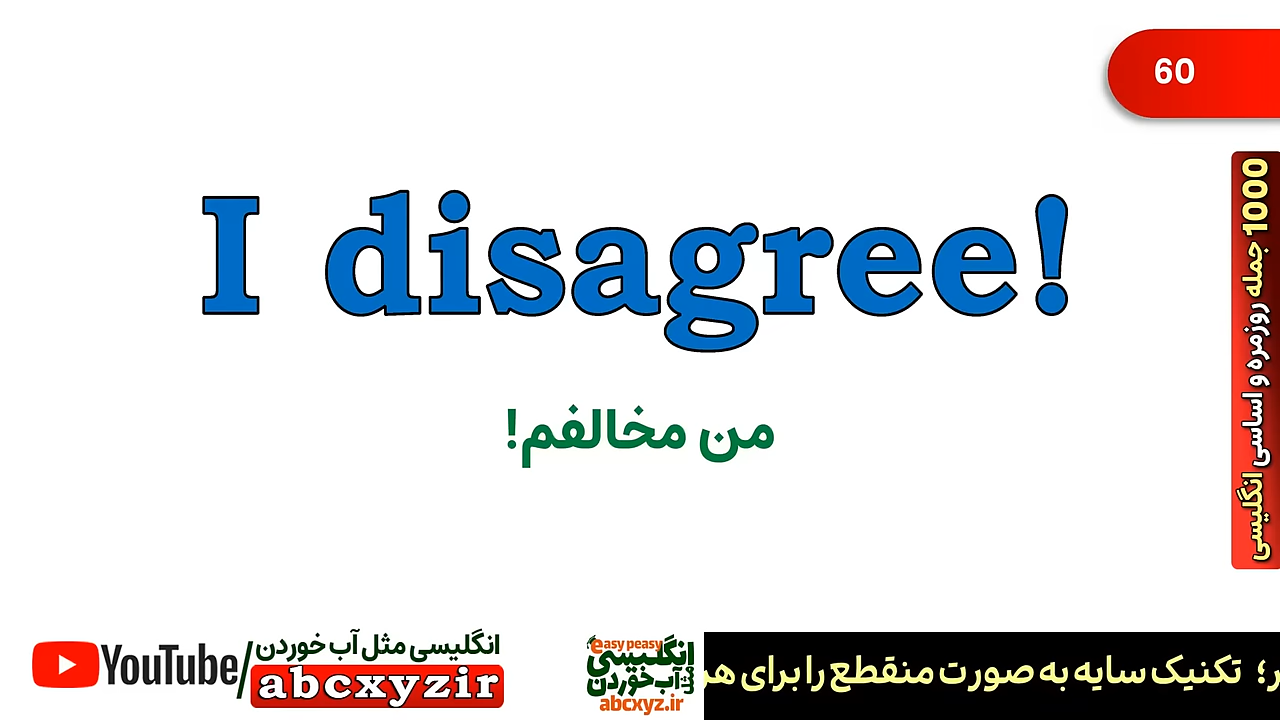 60
I disagree!
من مخالفم!
1000 جمله روزمره و اساسی انگلیسی
YouTube/
انگلیسی مثل آب خوردن
abcxyzir
easy peasy
انگلیسی
مثل آب خوردن
abcxyz.ir
ر؛ تکنیک سایه به صورت منقطع را برای هر